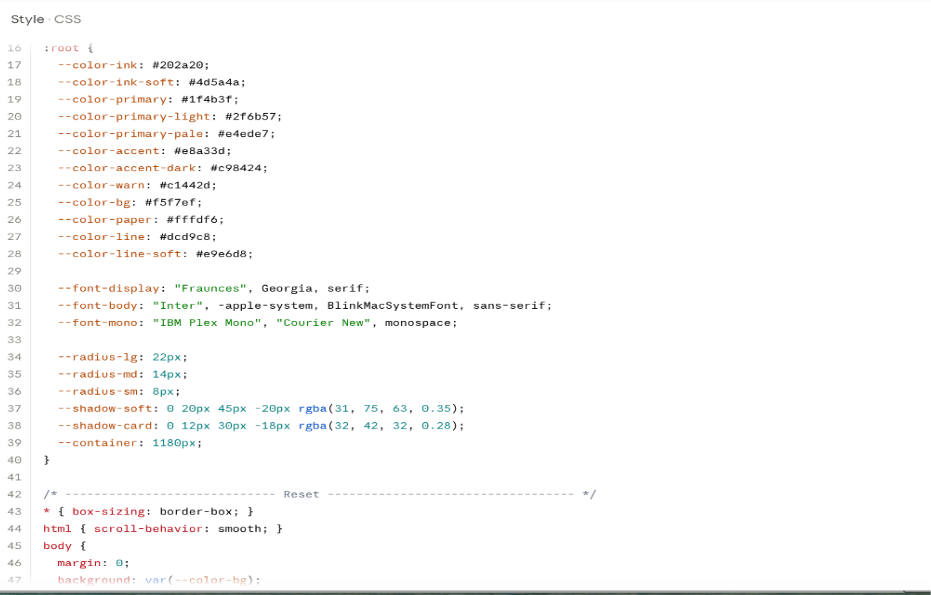 Style · CSS
16 :root {
17 --color-ink: #202a20;
18 --color-ink-soft: #4d5a4a;
19 --color-primary: #1f4b3f;
20 --color-primary-light: #2f6b57;
21 --color-primary-pale: #e4ede7;
22 --color-accent: #e8a33d;
23 --color-accent-dark: #c98424;
24 --color-warn: #c1442d;
25 --color-bg: #f5f7ef;
26 --color-paper: #fffdf6;
27 --color-line: #dcd9c8;
28 --color-line-soft: #e9e6d8;
29
30 --font-display: "Fraunces", Georgia, serif;
31 --font-body: "Inter", -apple-system, BlinkMacSystemFont, sans-serif;
32 --font-mono: "IBM Plex Mono", "Courier New", monospace;
33
34 --radius-lg: 22px;
35 --radius-md: 14px;
36 --radius-sm: 8px;
37 --shadow-soft: 0 20px 45px -20px rgba(31, 75, 63, 0.35);
38 --shadow-card: 0 12px 30px -18px rgba(32, 42, 32, 0.28);
39 --container: 1180px;
40 }
41
42 /* ----------------------------- Reset ---------------------------------- */
43 * { box-sizing: border-box; }
44 html { scroll-behavior: smooth; }
45 body {
46 margin: 0;
47 background: var(--color-bg);